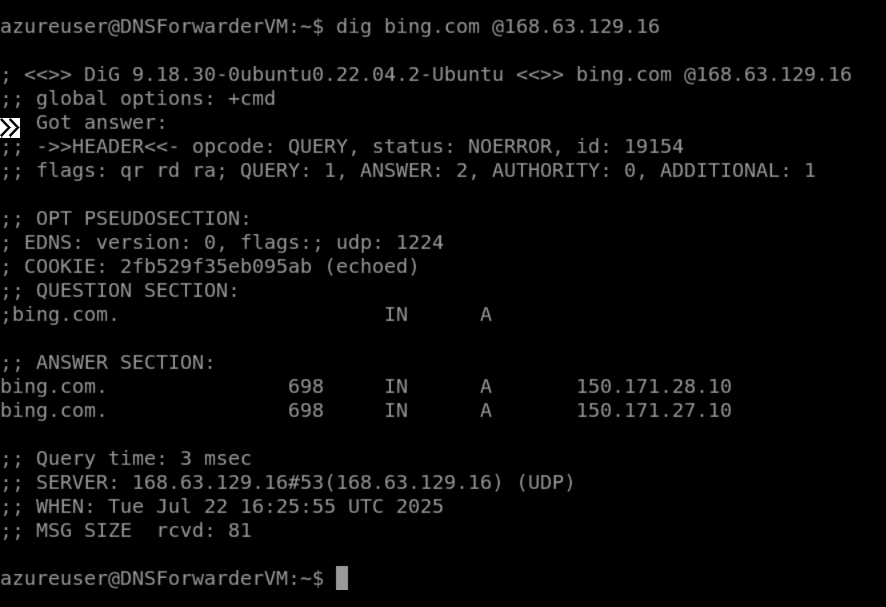 azureuser@DNSForwarderVM:~$ dig bing.com @168.63.129.16
; <<>> DiG 9.18.30-0ubuntu0.22.04.2-Ubuntu <<>> bing.com @168.63.129.16
;; global options: +cmd
;; Got answer:
;; ->>HEADER<<- opcode: QUERY, status: NOERROR, id: 19154
;; flags: qr rd ra; QUERY: 1, ANSWER: 2, AUTHORITY: 0, ADDITIONAL: 1
;; OPT PSEUDOSECTION:
; EDNS: version: 0, flags:; udp: 1224
; COOKIE: 2fb529f35eb095ab (echoed)
;; QUESTION SECTION:
;bing.com. IN A
;; ANSWER SECTION:
bing.com. 698 IN A 150.171.28.10
bing.com. 698 IN A 150.171.27.10
;; Query time: 3 msec
;; SERVER: 168.63.129.16#53(168.63.129.16) (UDP)
;; WHEN: Tue Jul 22 16:25:55 UTC 2025
;; MSG SIZE rcvd: 81
azureuser@DNSForwarderVM:~$